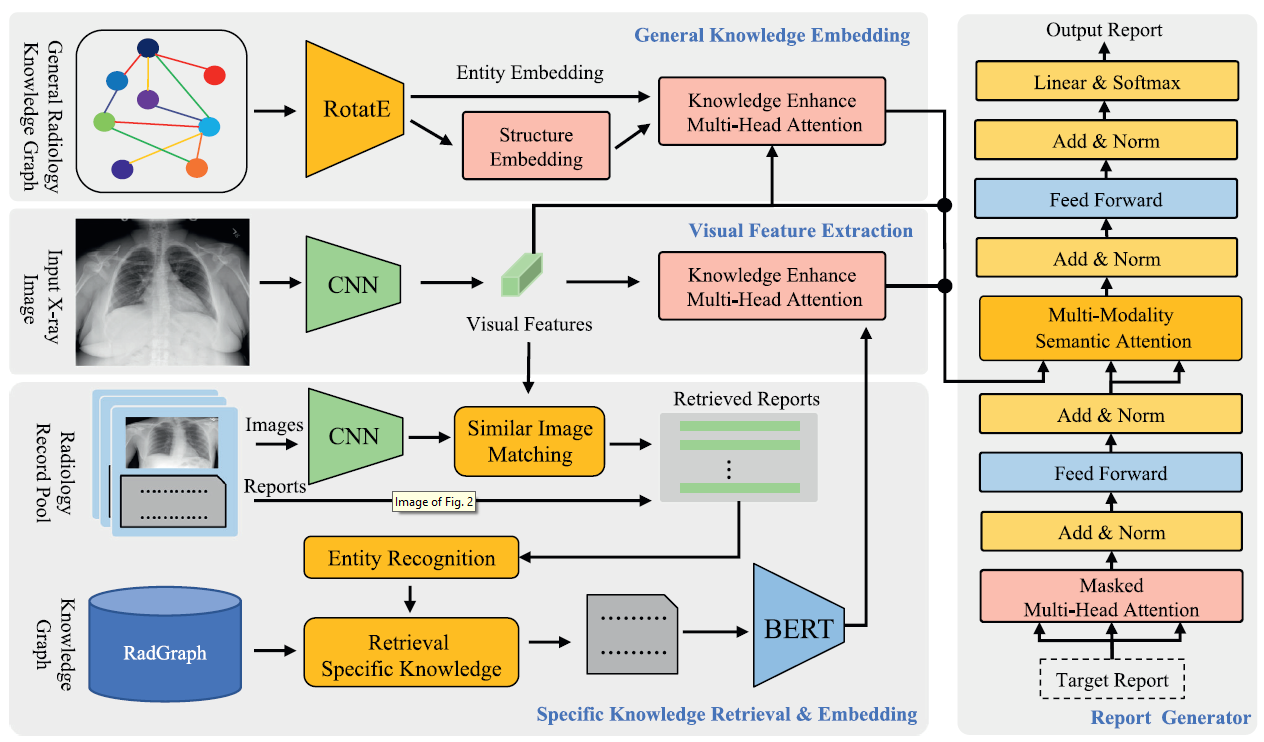 General Radiology
Knowledge Graph
RotatE
Entity Embedding
Structure
Embedding
General Knowledge Embedding
Knowledge Enhance
Multi-Head Attention
Input X-ray
Image
CNN
Visual Features
Visual Feature Extraction
Knowledge Enhance
Multi-Head Attention
Radiology
Record Pool
Images
Reports
CNN
Similar Image
Matching
Retrieved Reports
Image of Fig. 2
Entity Recognition
Knowledge
Graph
RadGraph
Retrieval
Specific Knowledge
BERT
Specific Knowledge Retrieval & Embedding
Output Report
Linear & Softmax
Add & Norm
Feed Forward
Add & Norm
Multi-Modality
Semantic Attention
Add & Norm
Feed Forward
Add & Norm
Masked
Multi-Head Attention
Target Report
Report Generator